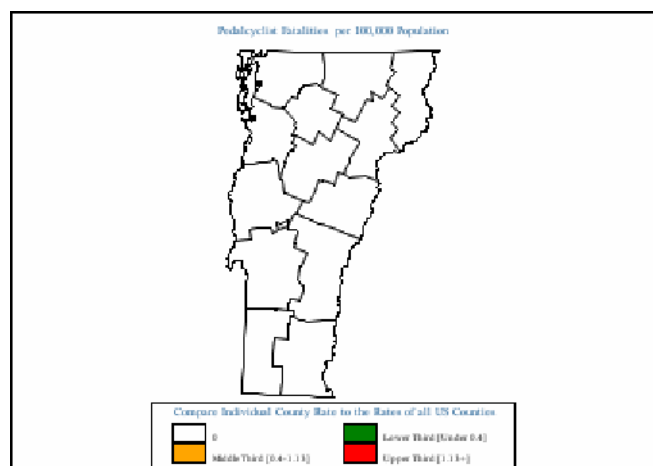 Pedalcyclist Fatalities per 100,000 Population
Compare Individual County Rate to the Rates of all US Counties
0
Lower Third [Under 0.4]
Middle Third [0.4-1.13]
Upper Third [1.13+]